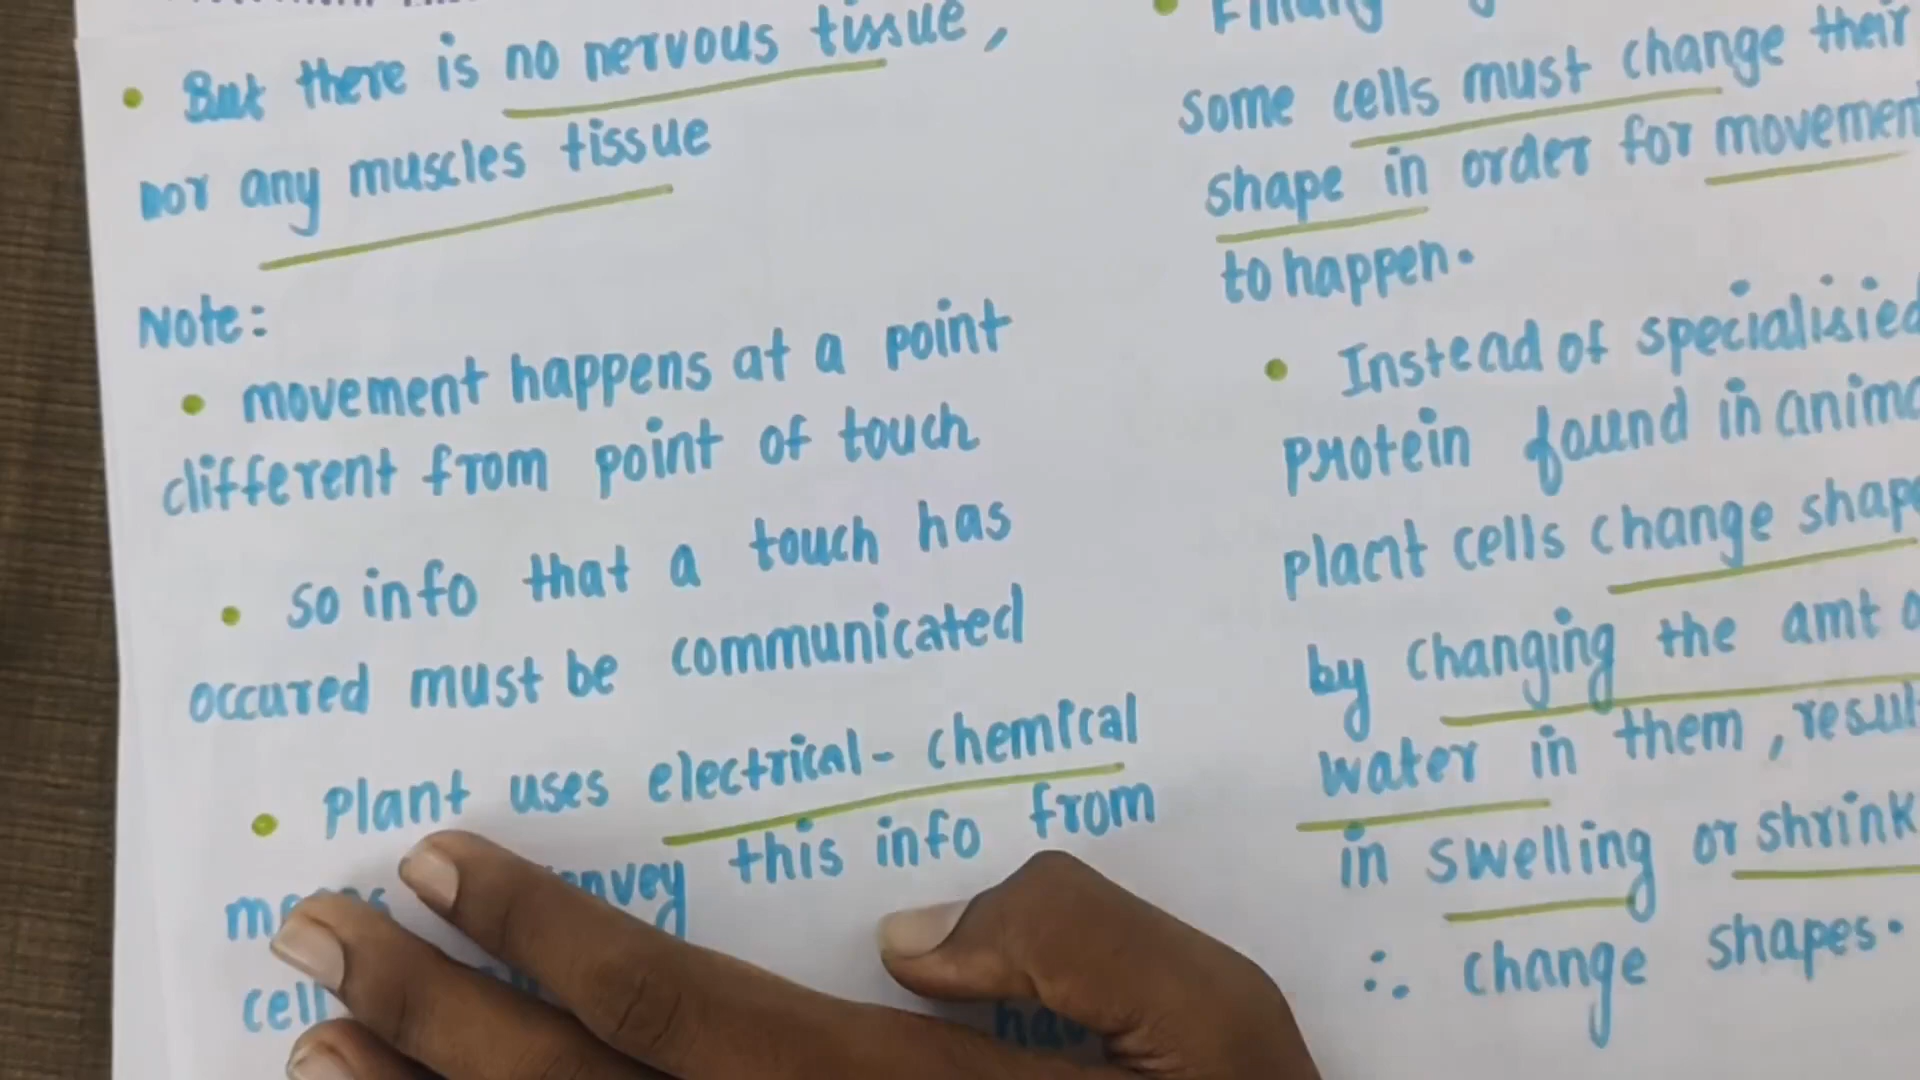 But there is no nervous tissue,
nor any muscles tissue
Note:
• movement happens at a point
different from point of touch
• so info that a touch has
occured must be communicated
• Plant uses electrical-chemical
this info from
cell
some cells must change their
shape in order for movement
to happen.
• Instead of specialisied
protein found in
plant cells change shape
by changing the amt
water in them,
in swelling or
∴ change shapes.